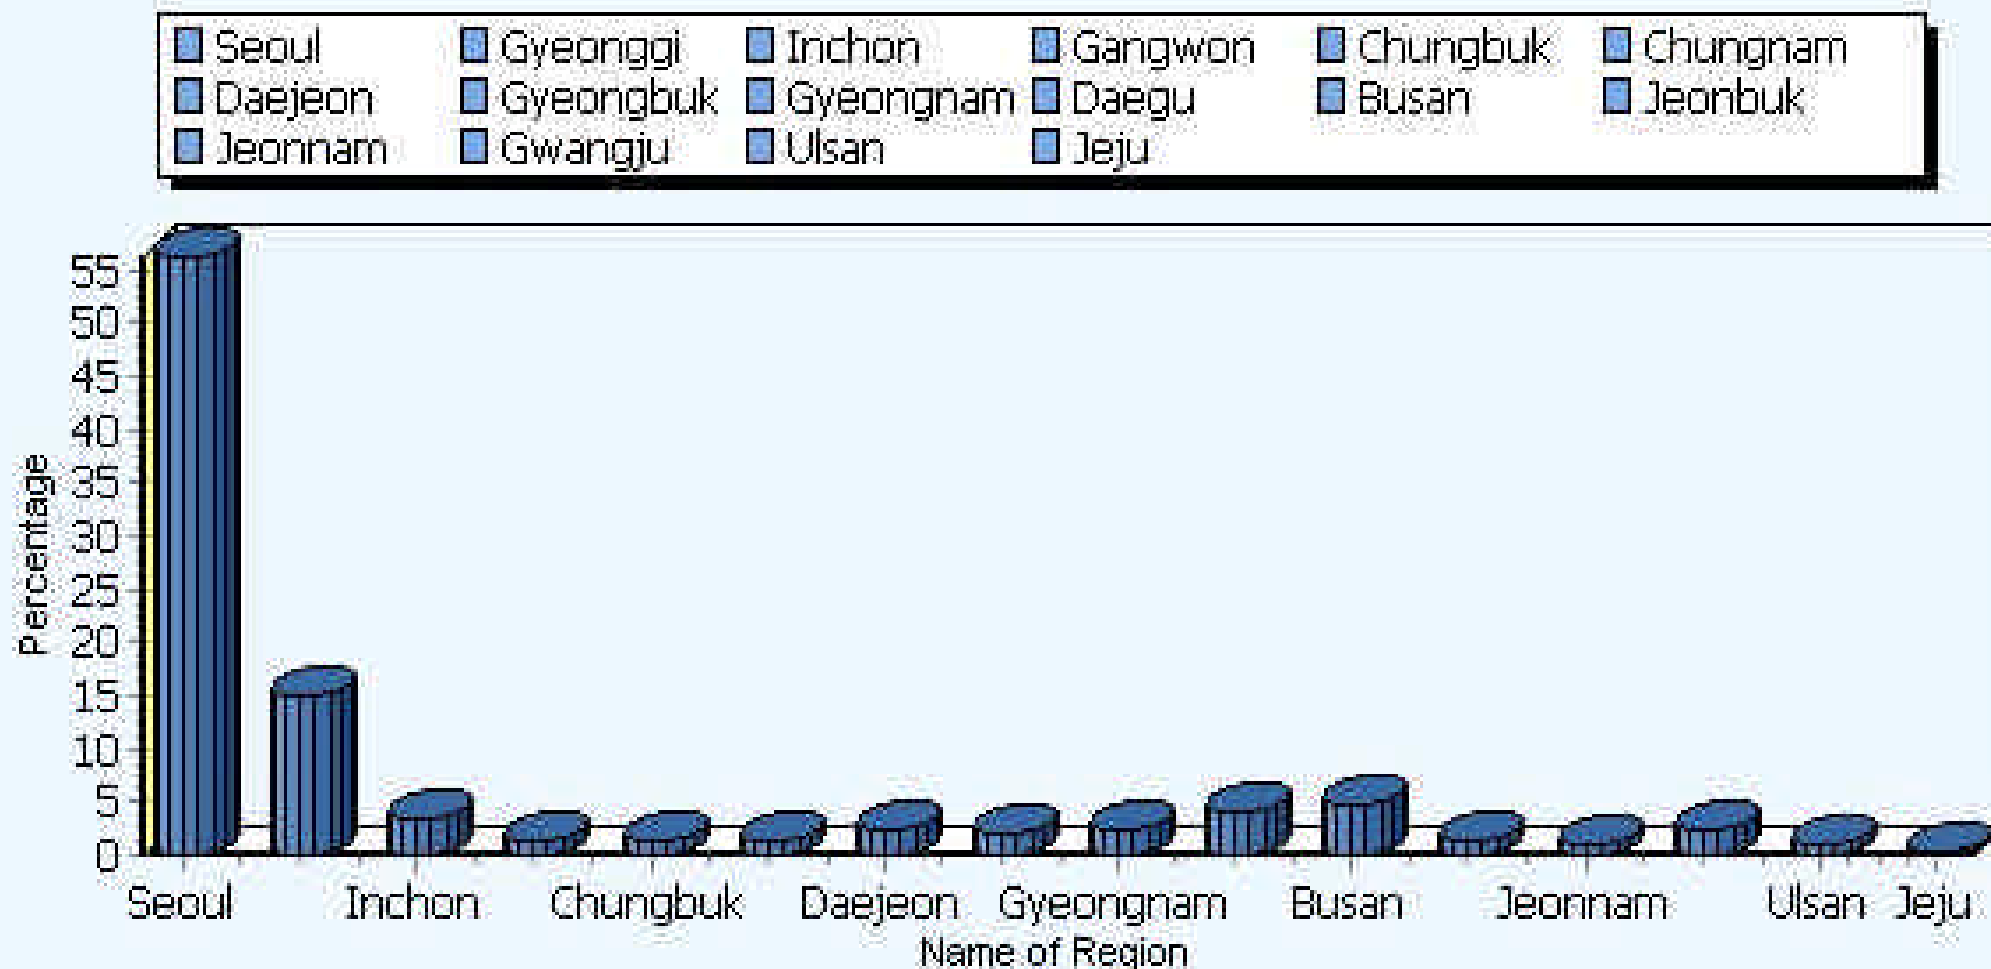 Seoul Gyeonggi Inchon Gangwon Chungbuk Chungnam
Daejeon Gyeongbuk Gyeongnam Daegu Busan Jeonbuk
Jeonnam Gwangju Ulsan Jeju
55
50
45
40
35
30
25
20
15
10
5
0
Percentage
Seoul Inchon Chungbuk Daejeon Gyeongnam Busan Jeonnam Ulsan Jeju
Name of Region